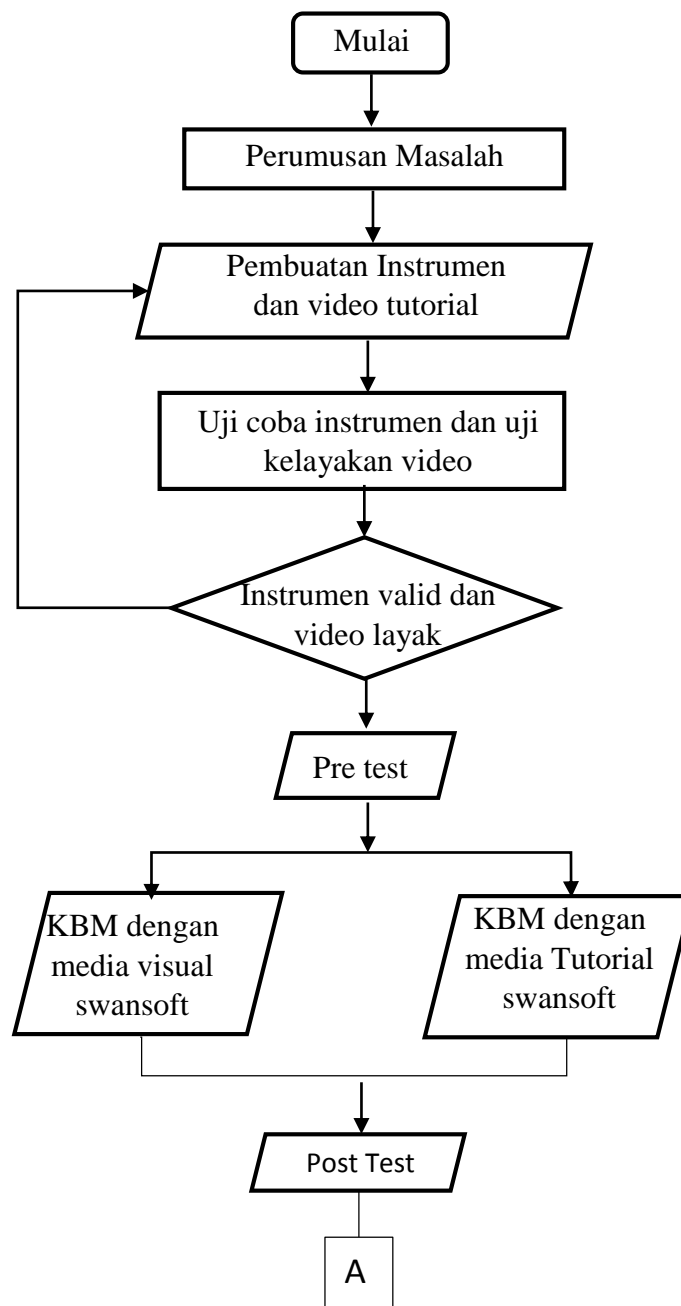 Mulai
Perumusan Masalah
Pembuatan Instrumen
dan video tutorial
Uji coba instrumen dan uji
kelayakan video
Instrumen valid dan
video layak
Pre test
KBM dengan
media visual
swansoft
KBM dengan
media Tutorial
swansoft
Post Test
A